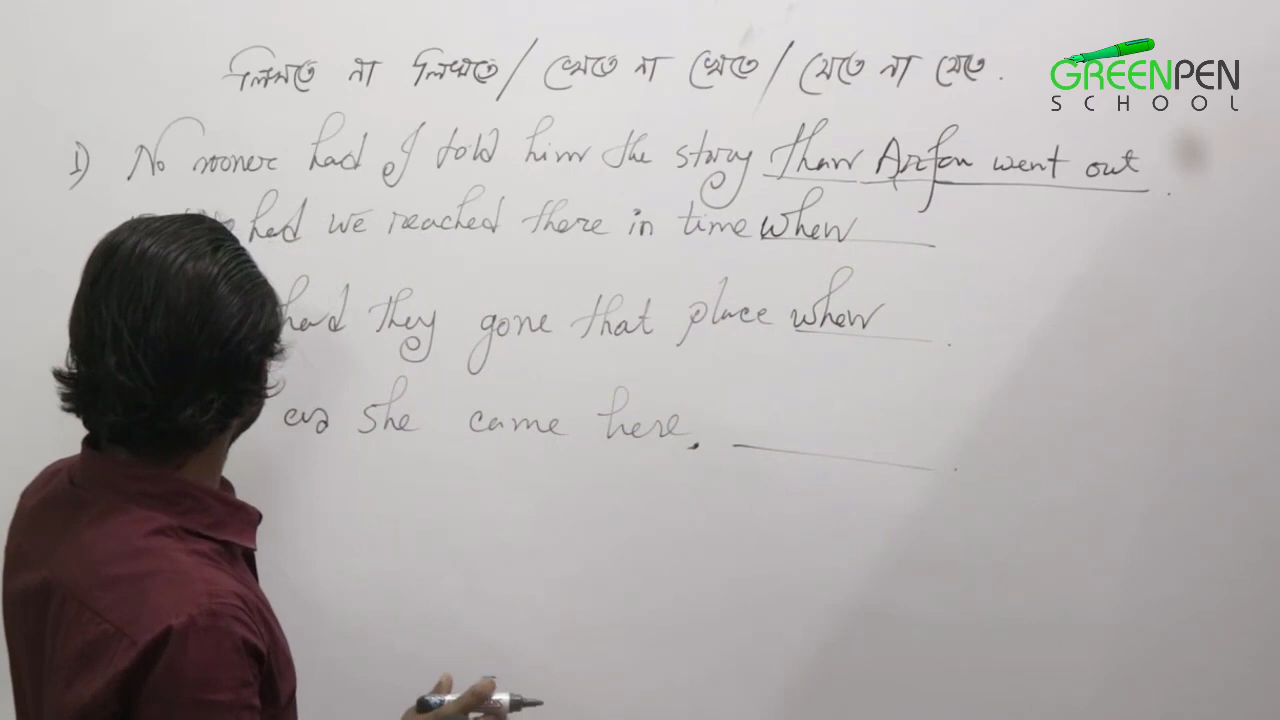 লিখতে না লিখতে / খেতে না খেতে / যেতে না যেতে.
GREENPEN
SCHOOL
1) No sooner had I told him the story than Arfan went out.
had we reached there in time when
had they gone that place when
as she came here,